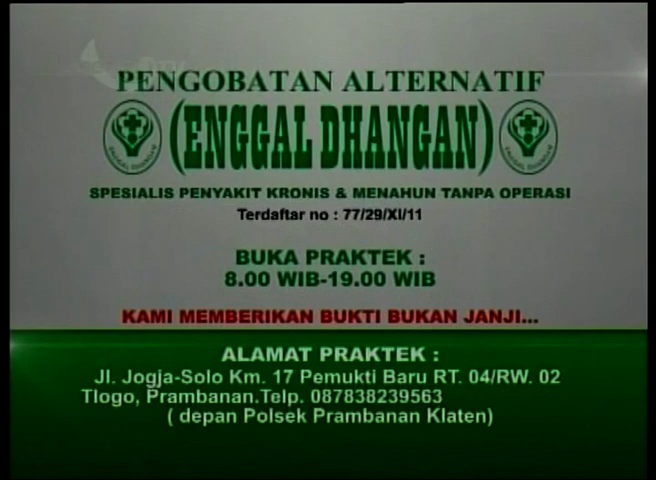 PENGOBATAN ALTERNATIF
(ENGGAL DHANGAN)
SPESIALIS PENYAKIT KRONIS & MENAHUN TANPA OPERASI
Terdaftar no : 77/29/XI/11
BUKA PRAKTEK :
8.00 WIB-19.00 WIB
KAMI MEMBERIKAN BUKTI BUKAN JANJI...
ALAMAT PRAKTEK :
Jl. Jogja-Solo Km. 17 Pemukti Baru RT. 04/RW. 02
Tlogo, Prambanan.Telp. 087838239563
( depan Polsek Prambanan Klaten)